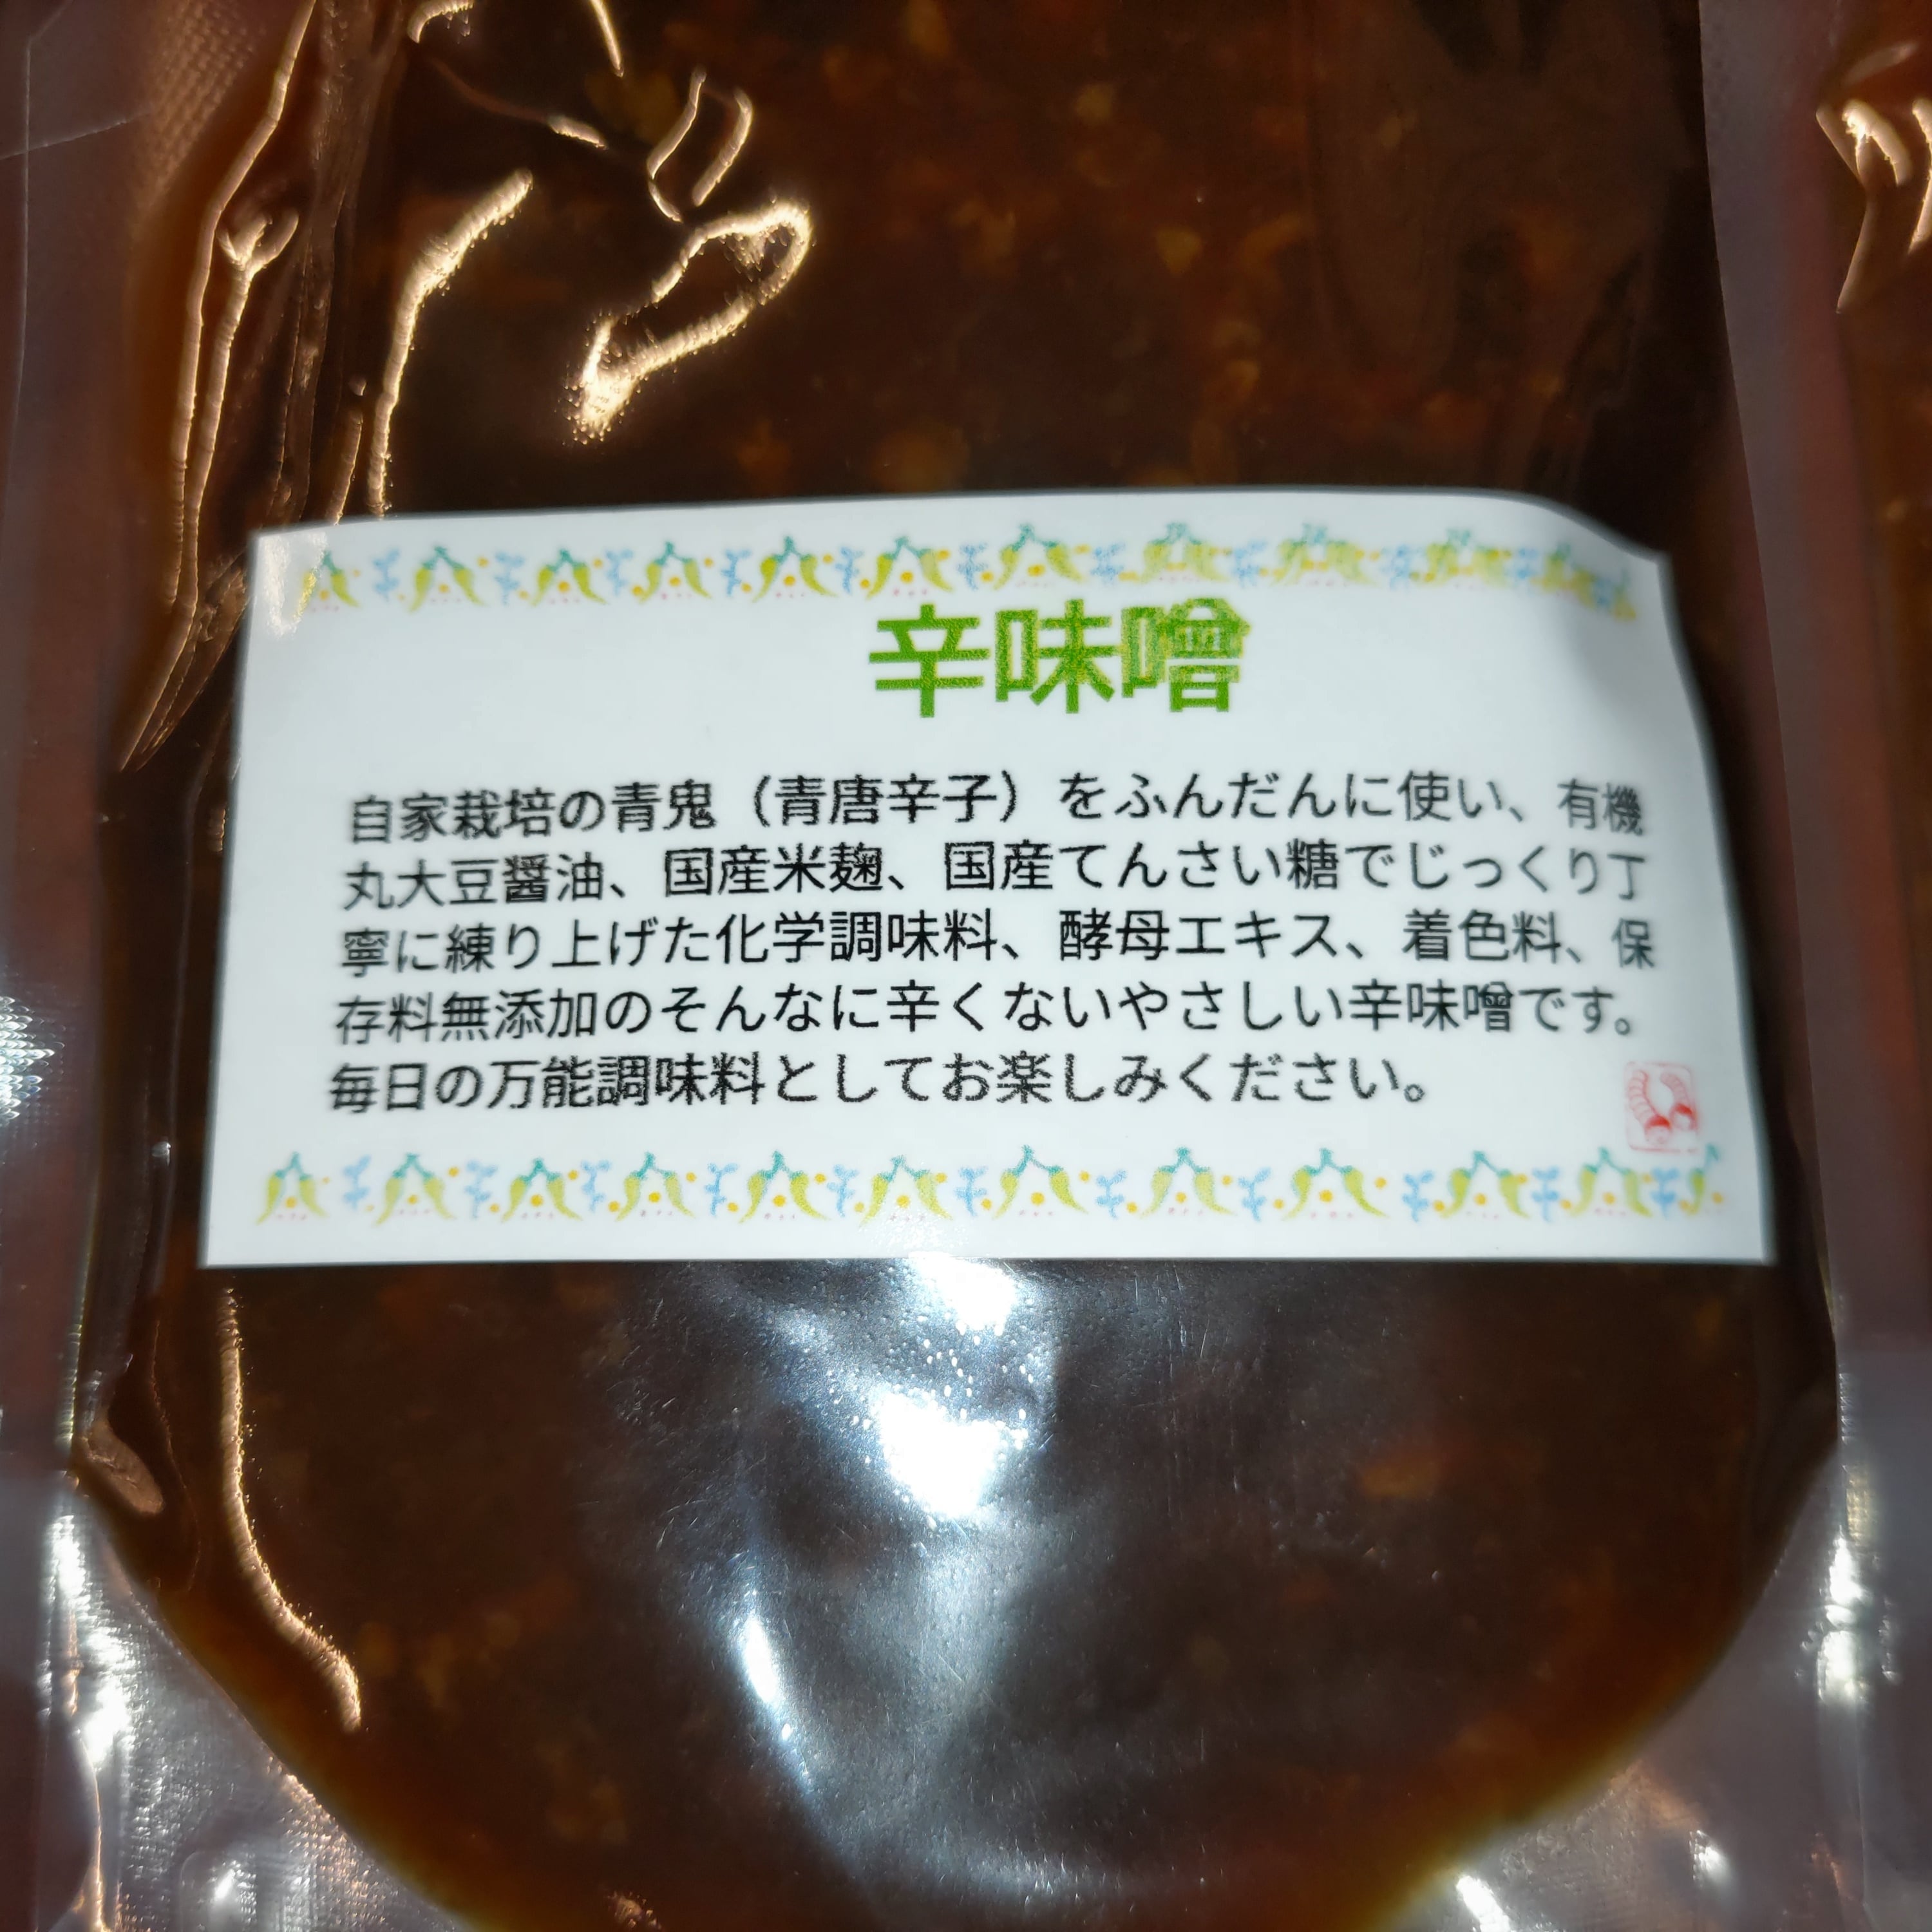 辛味噌
自家栽培の青鬼（青唐辛子）をふんだんに使い、有機
丸大豆醤油、国産米麹、国産てんさい糖でじっくり丁
寧に練り上げた化学調味料、酵母エキス、着色料、保
存料無添加のそんなに辛くないやさしい辛味噌です。
毎日の万能調味料としてお楽しみください。